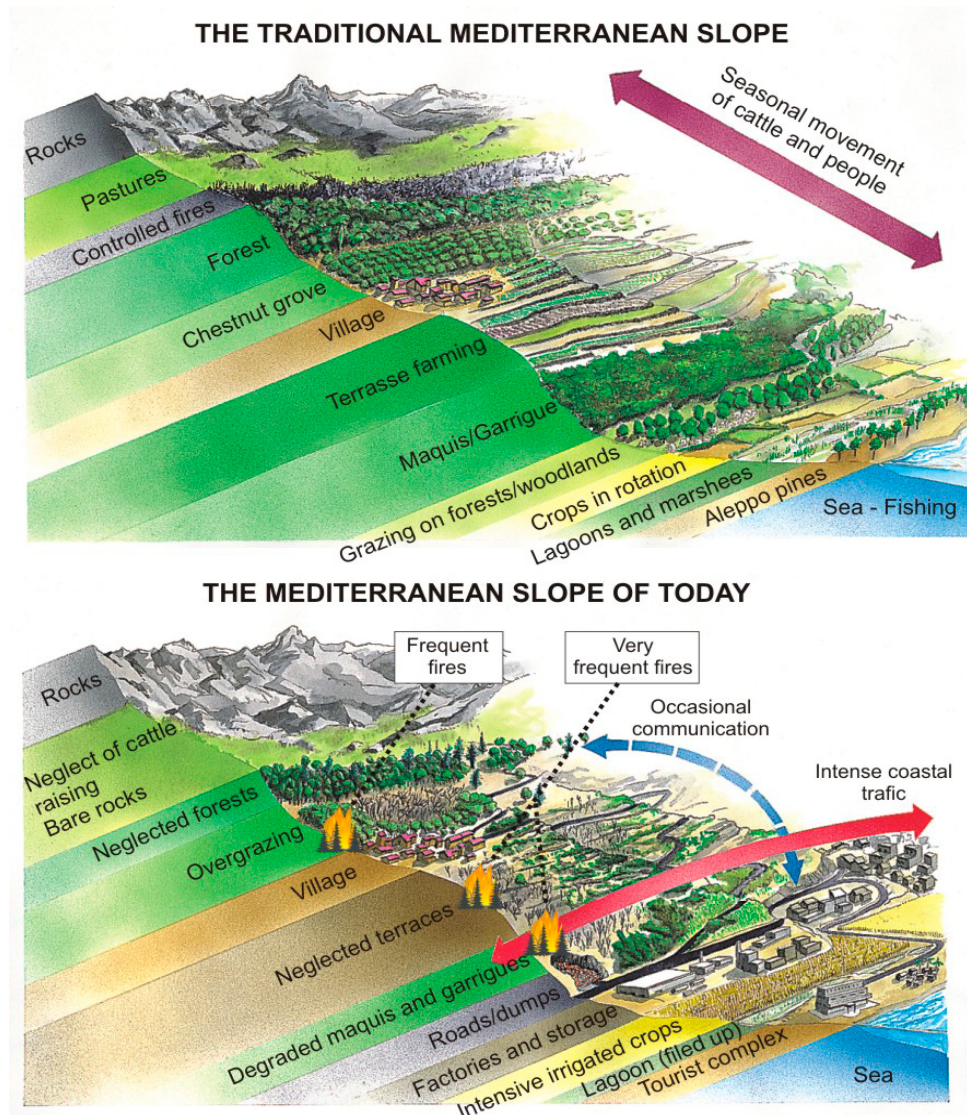 THE TRADITIONAL MEDITERRANEAN SLOPE
Seasonal movement
of cattle and people
Rocks
Pastures
Controlled fires
Forest
Chestnut grove
Village
Terrasse farming
Maquis/Garrigue
Grazing on forests/woodlands
Crops in rotation
Lagoons and marshees
Aleppo pines
Sea - Fishing
THE MEDITERRANEAN SLOPE OF TODAY
Frequent
fires
Very
frequent fires
Occasional
communication
Intense coastal
trafic
Rocks
Neglect of cattle
raising
Bare rocks
Neglected forests
Overgrazing
Village
Neglected terraces
Degraded maquis and garrigues
Roads/dumps
Factories and storage
Intensive irrigated crops
Lagoon (filed up)
Tourist complex
Sea